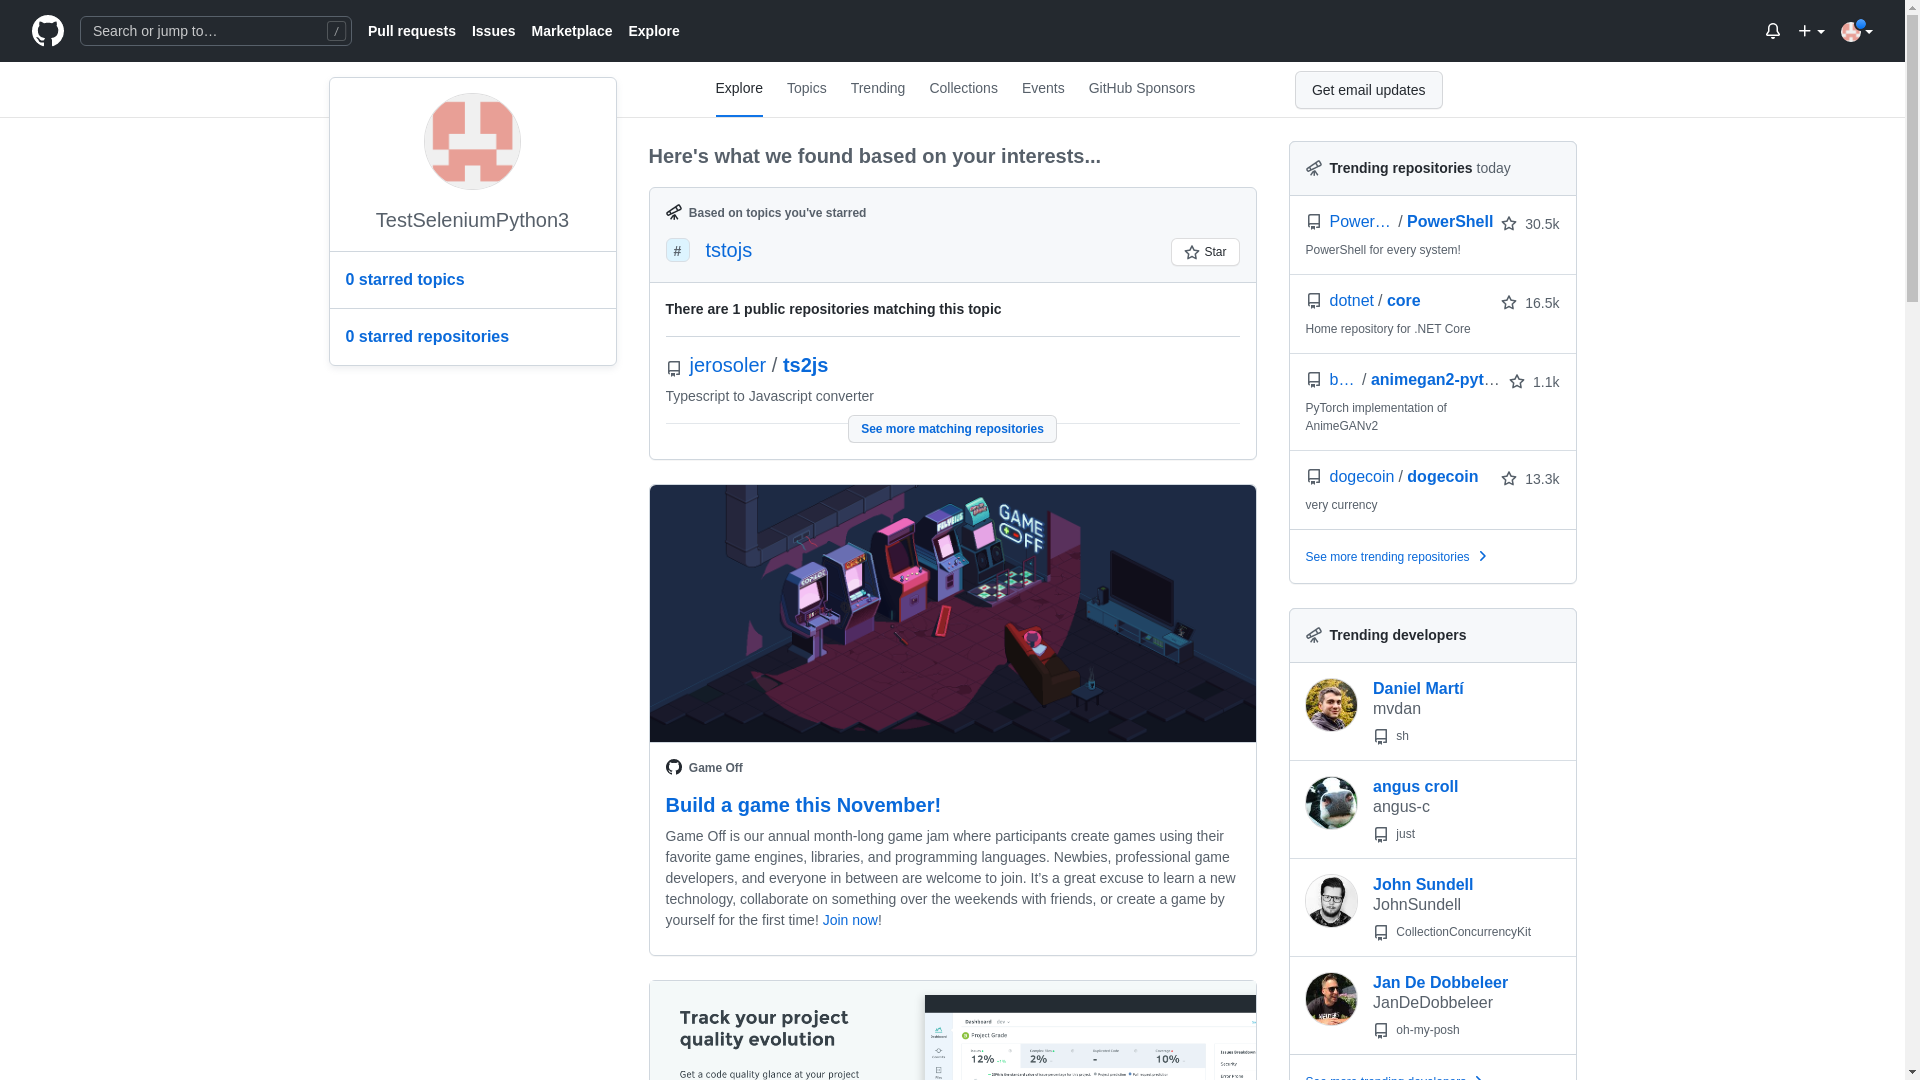 Search or jump to…
/
Pull requests
Issues
Marketplace
Explore
Explore
Topics
Trending
Collections
Events
GitHub Sponsors
Get email updates
TestSeleniumPython3
0 starred topics
0 starred repositories
Here's what we found based on your interests...
Based on topics you've starred
# tstojs
Star
There are 1 public repositories matching this topic
jerosoler / ts2js
Typescript to Javascript converter
See more matching repositories
GAME
OFF
Game Off
Build a game this November!
Game Off is our annual month-long game jam where participants create games using their
favorite game engines, libraries, and programming languages. Newbies, professional game
developers, and everyone in between are welcome to join. It’s a great excuse to learn a new
technology, collaborate on something over the weekends with friends, or create a game by
yourself for the first time! Join now!
Track your project
quality evolution
Get a code quality glance at your project
Dashboard
Project Grade
12%
2%
-
10%
Issues Breakdown
Security
Error Prone
Trending repositories today
Power… / PowerShell 30.5k
PowerShell for every system!
dotnet / core 16.5k
Home repository for .NET Core
b… / animegan2-pyt… 1.1k
PyTorch implementation of
AnimeGANv2
dogecoin / dogecoin 13.3k
very currency
See more trending repositories
Trending developers
Daniel Martí
mvdan
sh
angus croll
angus-c
just
John Sundell
JohnSundell
CollectionConcurrencyKit
Jan De Dobbeleer
JanDeDobbeleer
oh-my-posh
See more trending developers